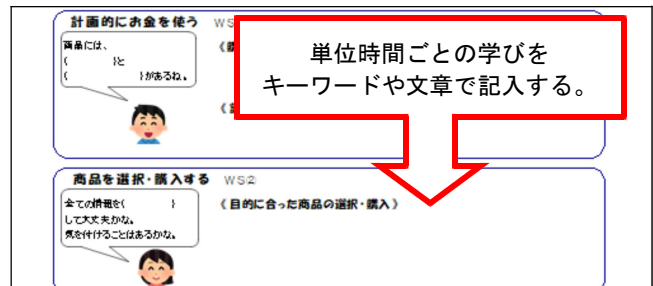 計画的にお金を使う WS
単位時間ごとの学びを
キーワードや文章で記入する。
商品には、
( )と
( )があるね。
商品を選択・購入する WS②
全ての情報を( )
して大丈夫かな。
気を付けることはあるかな。
《目的に合った商品の選択・購入》